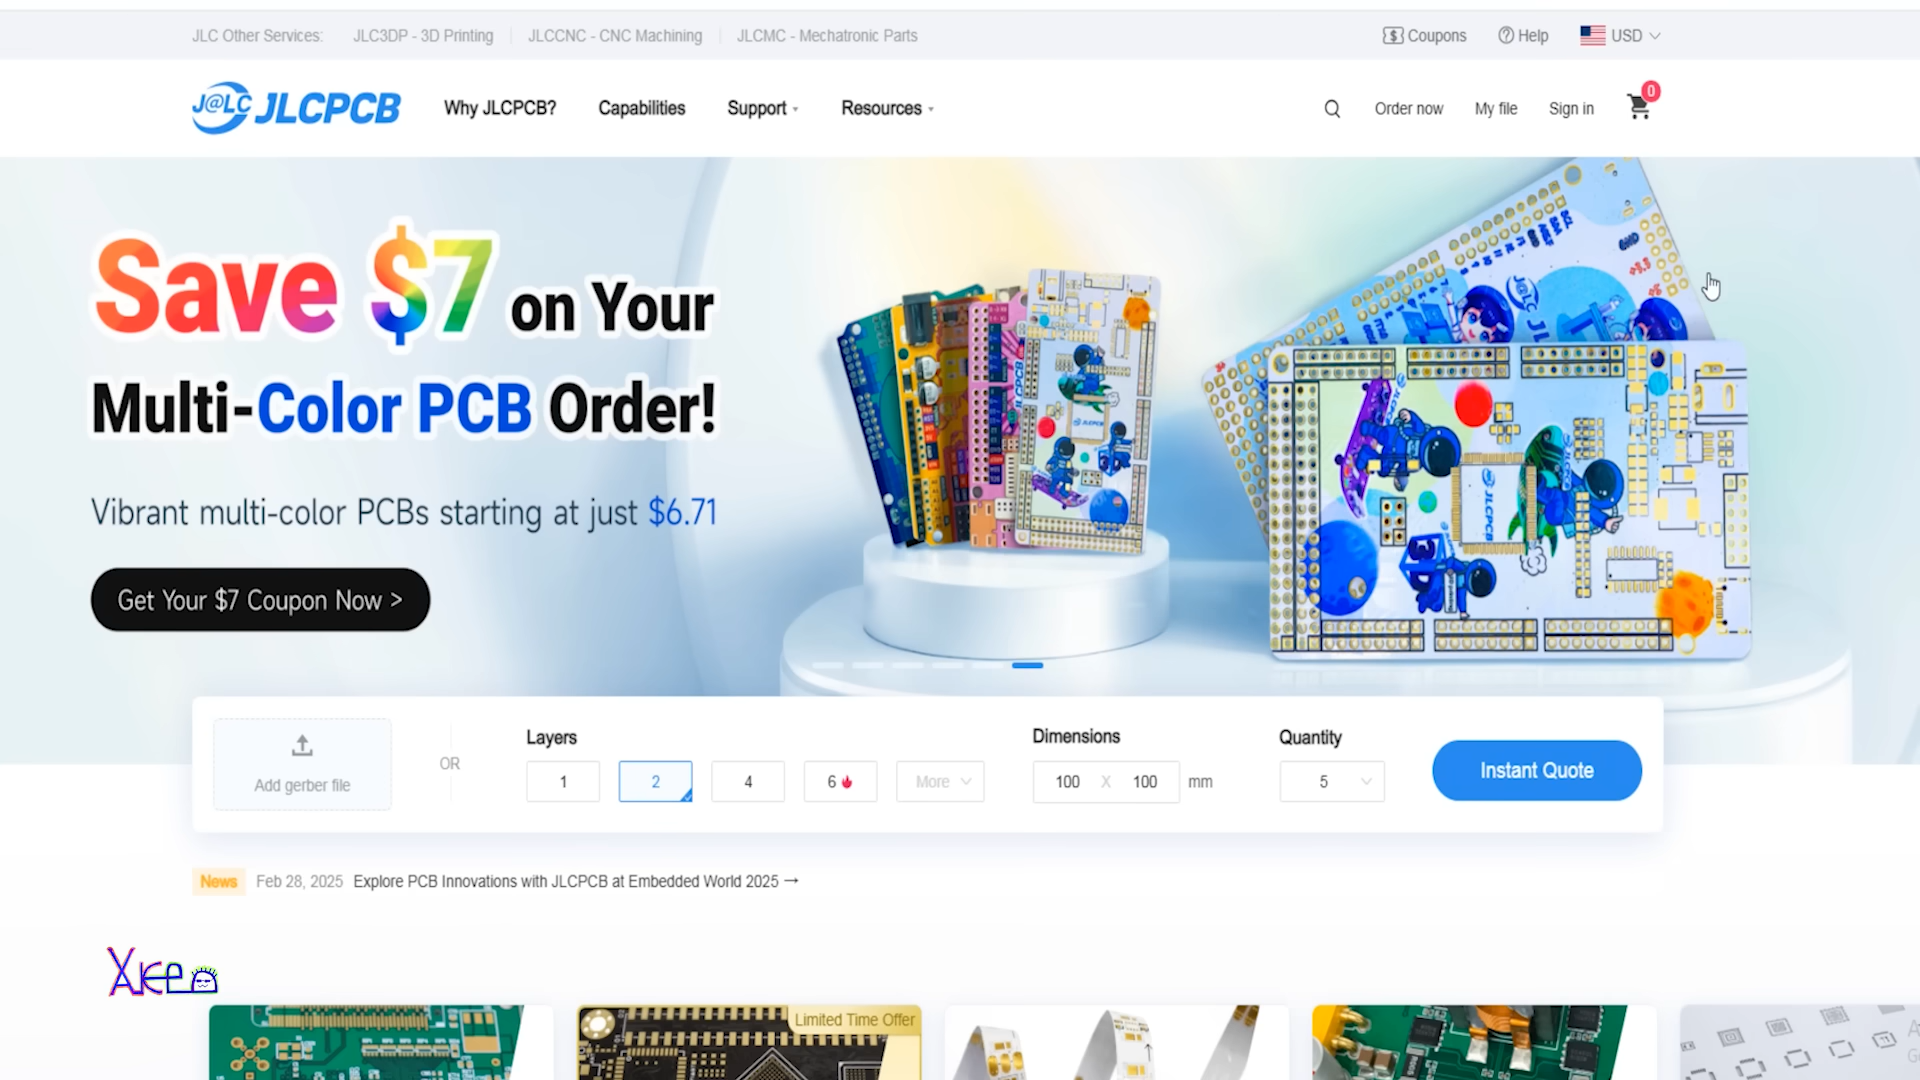 JLC Other Services:
JLC3DP - 3D Printing
JLCCNC - CNC Machining
JLCMC - Mechatronic Parts
Coupons
Help
USD
J@LC JLCPCB
Why JLCPCB?
Capabilities
Support
Resources
Order now
My file
Sign in
0
Save $7 on Your
Multi-Color PCB Order!
Vibrant multi-color PCBs starting at just $6.71
Get Your $7 Coupon Now >
JLCPCB
JLCPCB
JLCPCB
Add gerber file
OR
Layers
1
2
4
6
More
Dimensions
100 X 100 mm
Quantity
5
Instant Quote
News
Feb 28, 2025
Explore PCB Innovations with JLCPCB at Embedded World 2025 →
Limited Time Offer